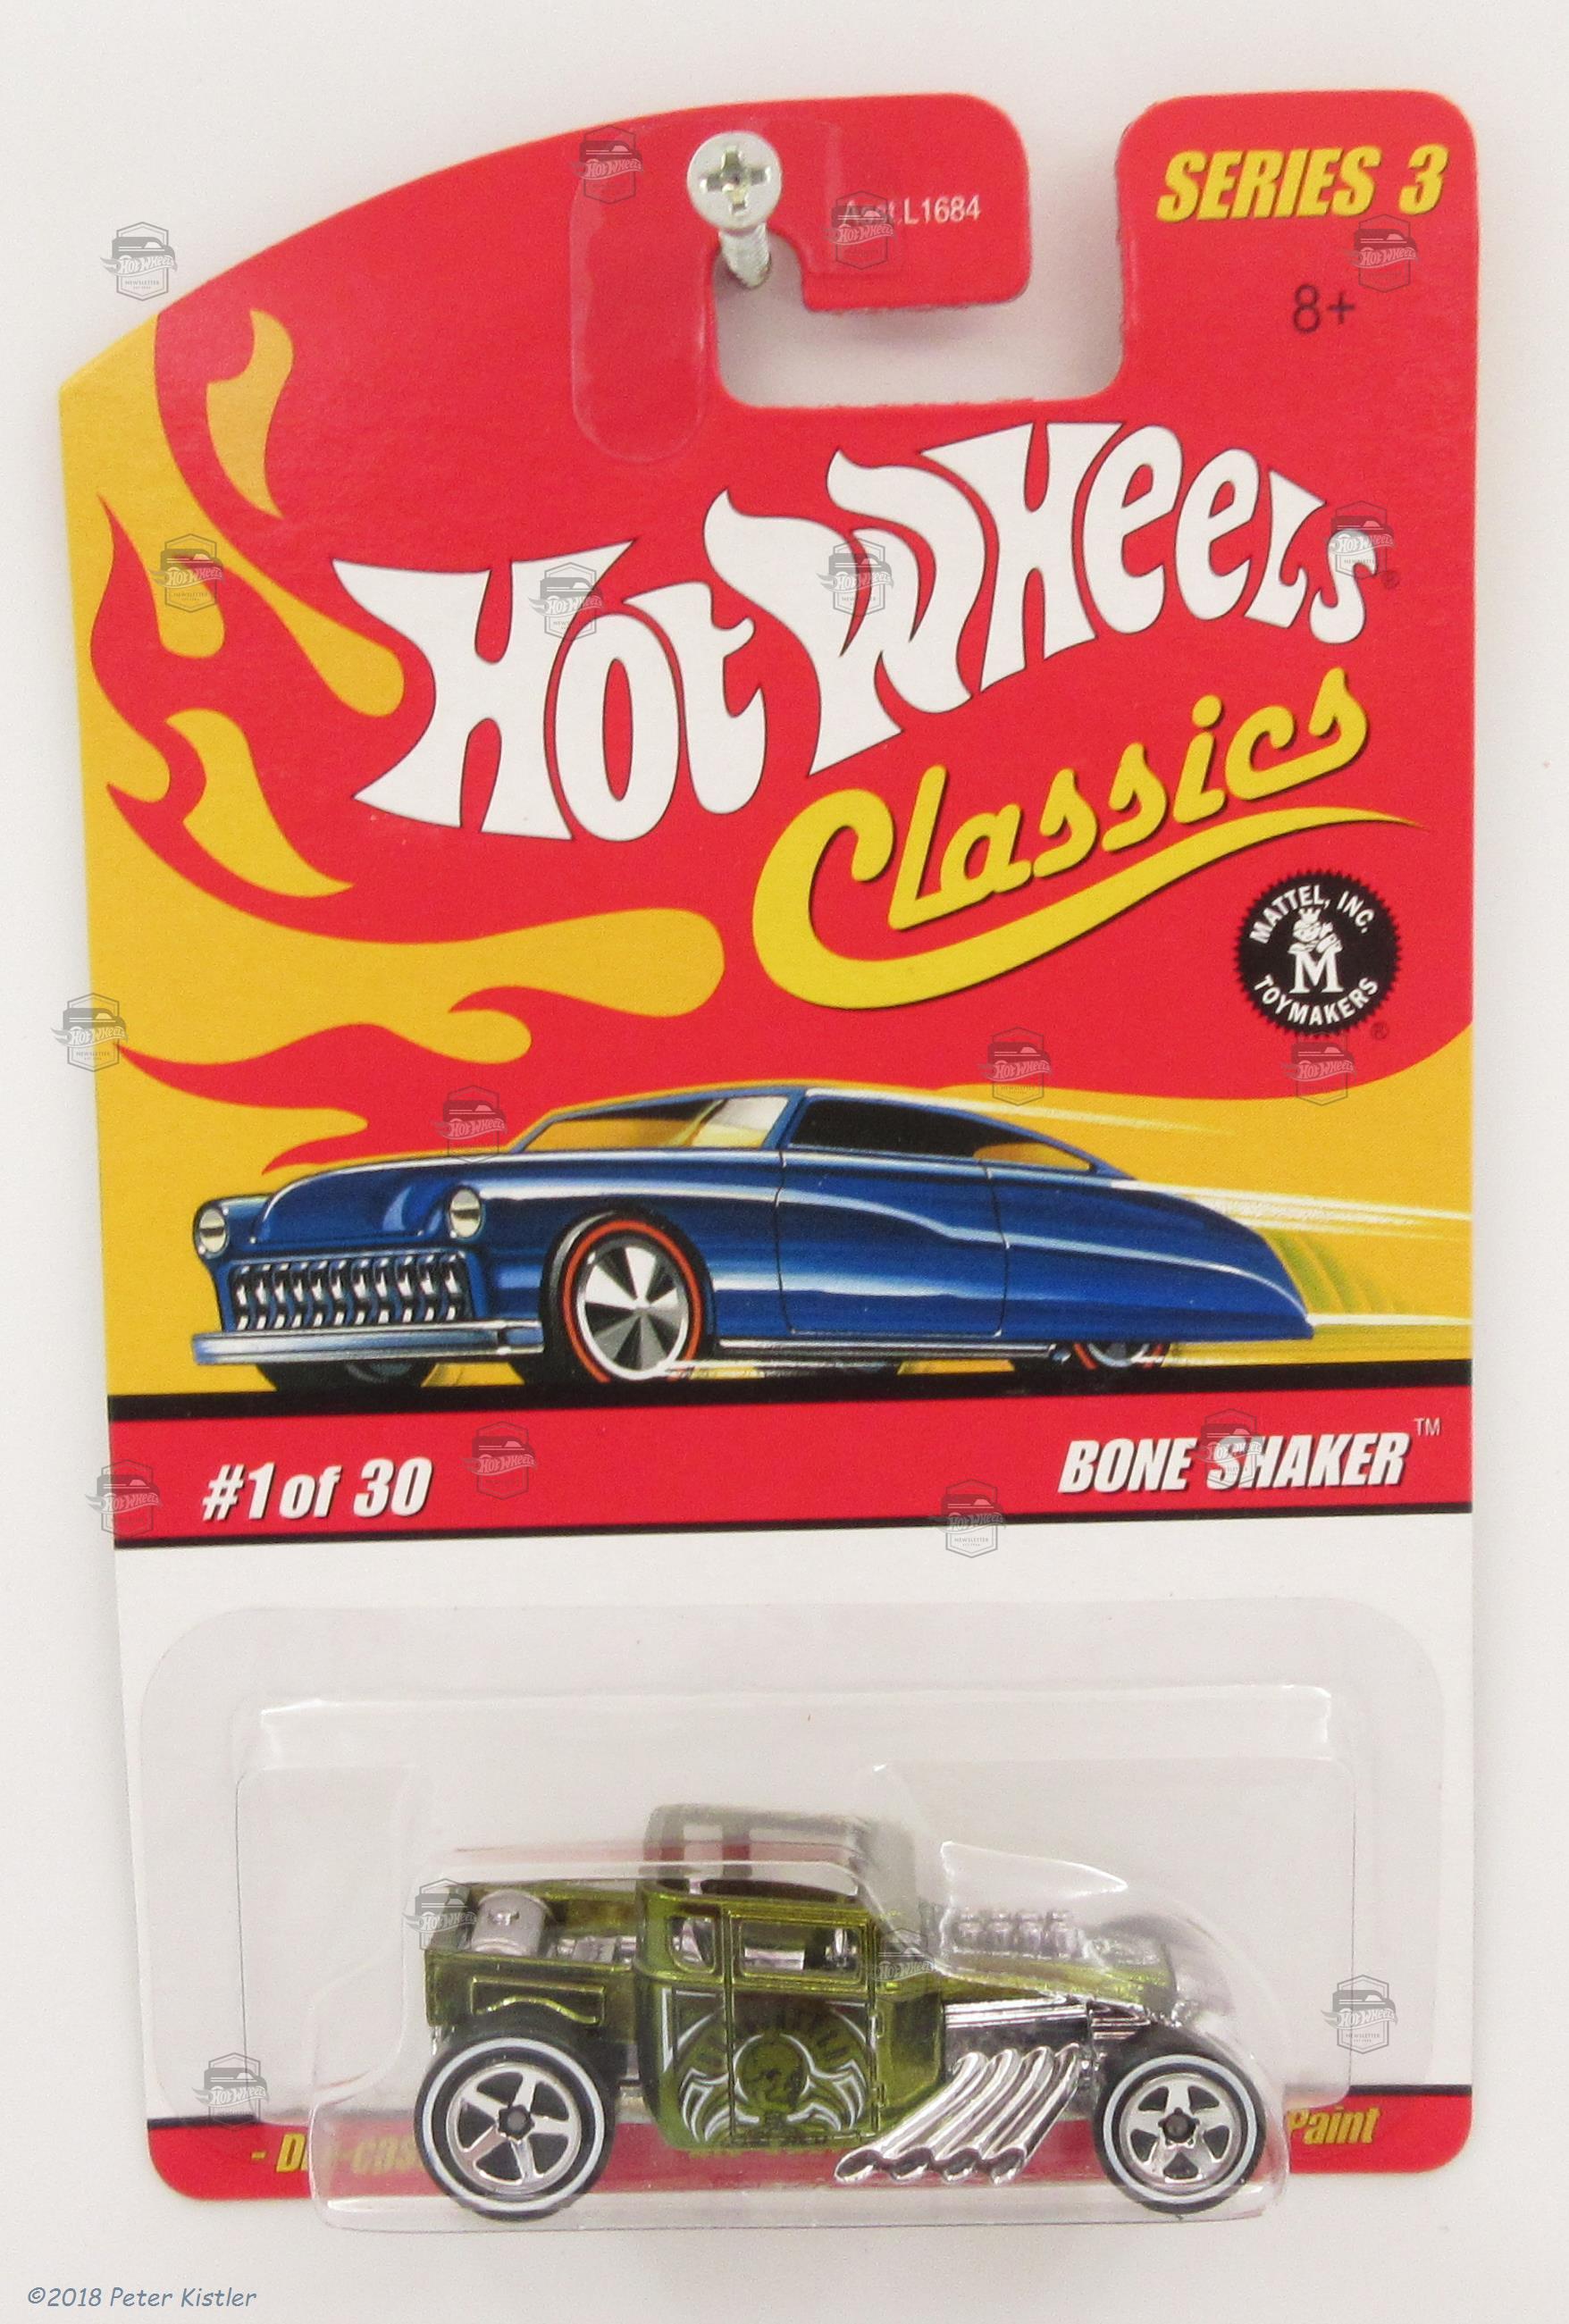 SERIES 3
Asst.L1684
8+
Hot Wheels®
Classics
MATTEL, INC.
M
TOYMAKERS
®
#1 of 30
BONE SHAKER™
Paint
©2018 Peter Kistler